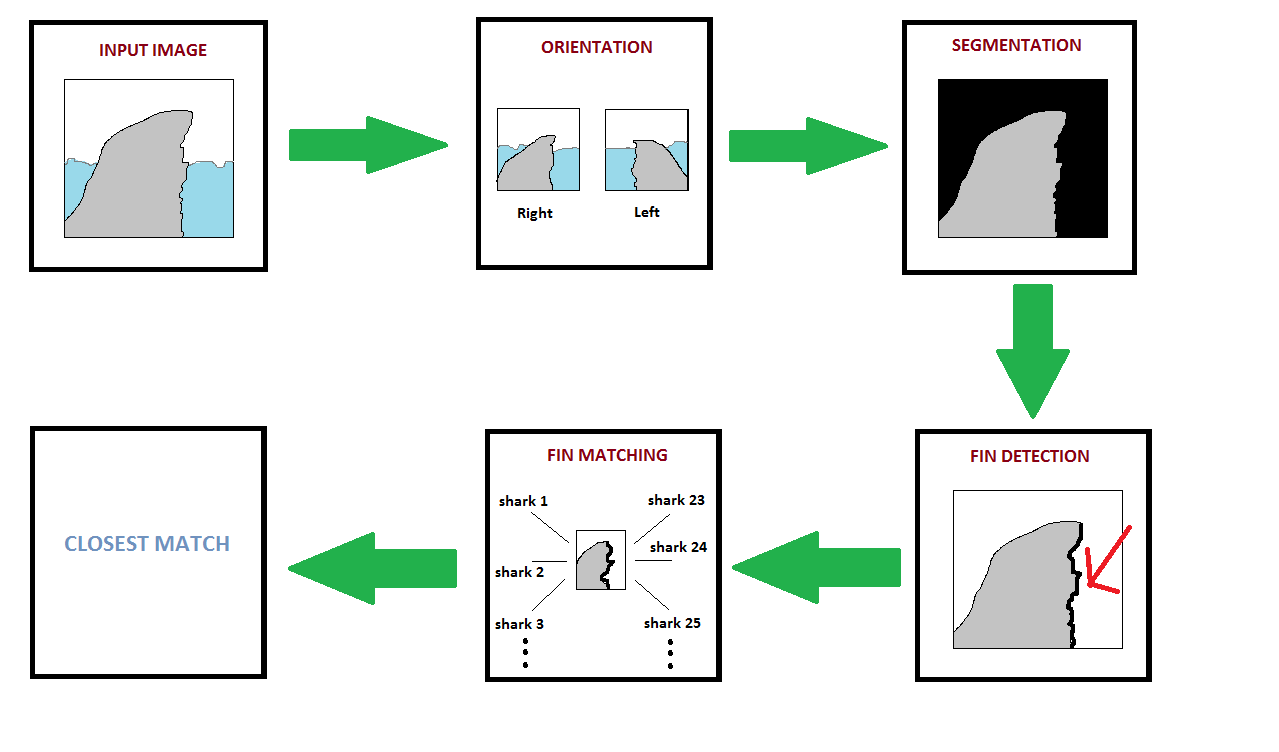 INPUT IMAGE
ORIENTATION
Right
Left
SEGMENTATION
FIN DETECTION
FIN MATCHING
shark 1
shark 23
shark 2
shark 24
shark 3
shark 25
CLOSEST MATCH